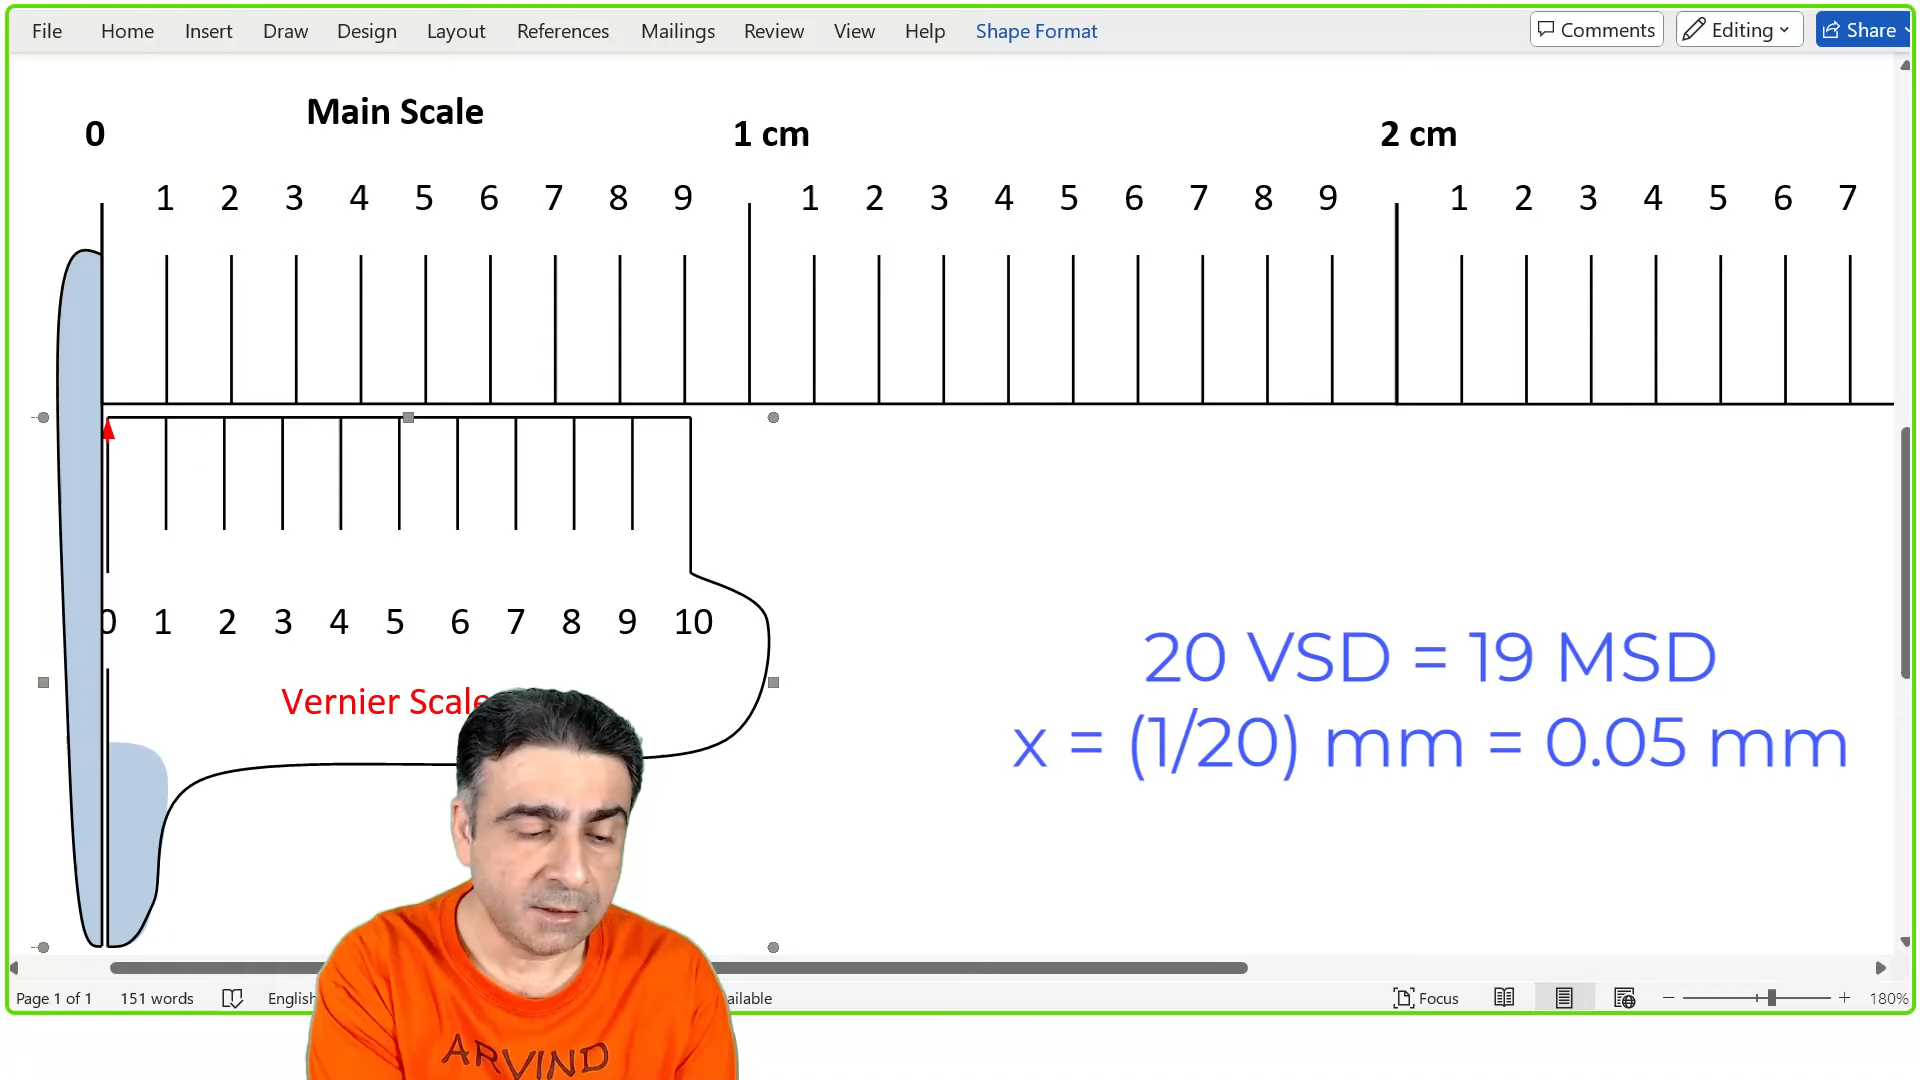 File Home Insert Draw Design Layout References Mailings Review View Help Shape Format Comments Editing Share
Main Scale
0 1 cm 2 cm
1 2 3 4 5 6 7 8 9 1 2 3 4 5 6 7 8 9 1 2 3 4 5 6 7
0 1 2 3 4 5 6 7 8 9 10
Vernier Scale
20 VSD = 19 MSD
x = (1/20) mm = 0.05 mm
Page 1 of 1 151 words English ailable Focus 180%
ARVIND